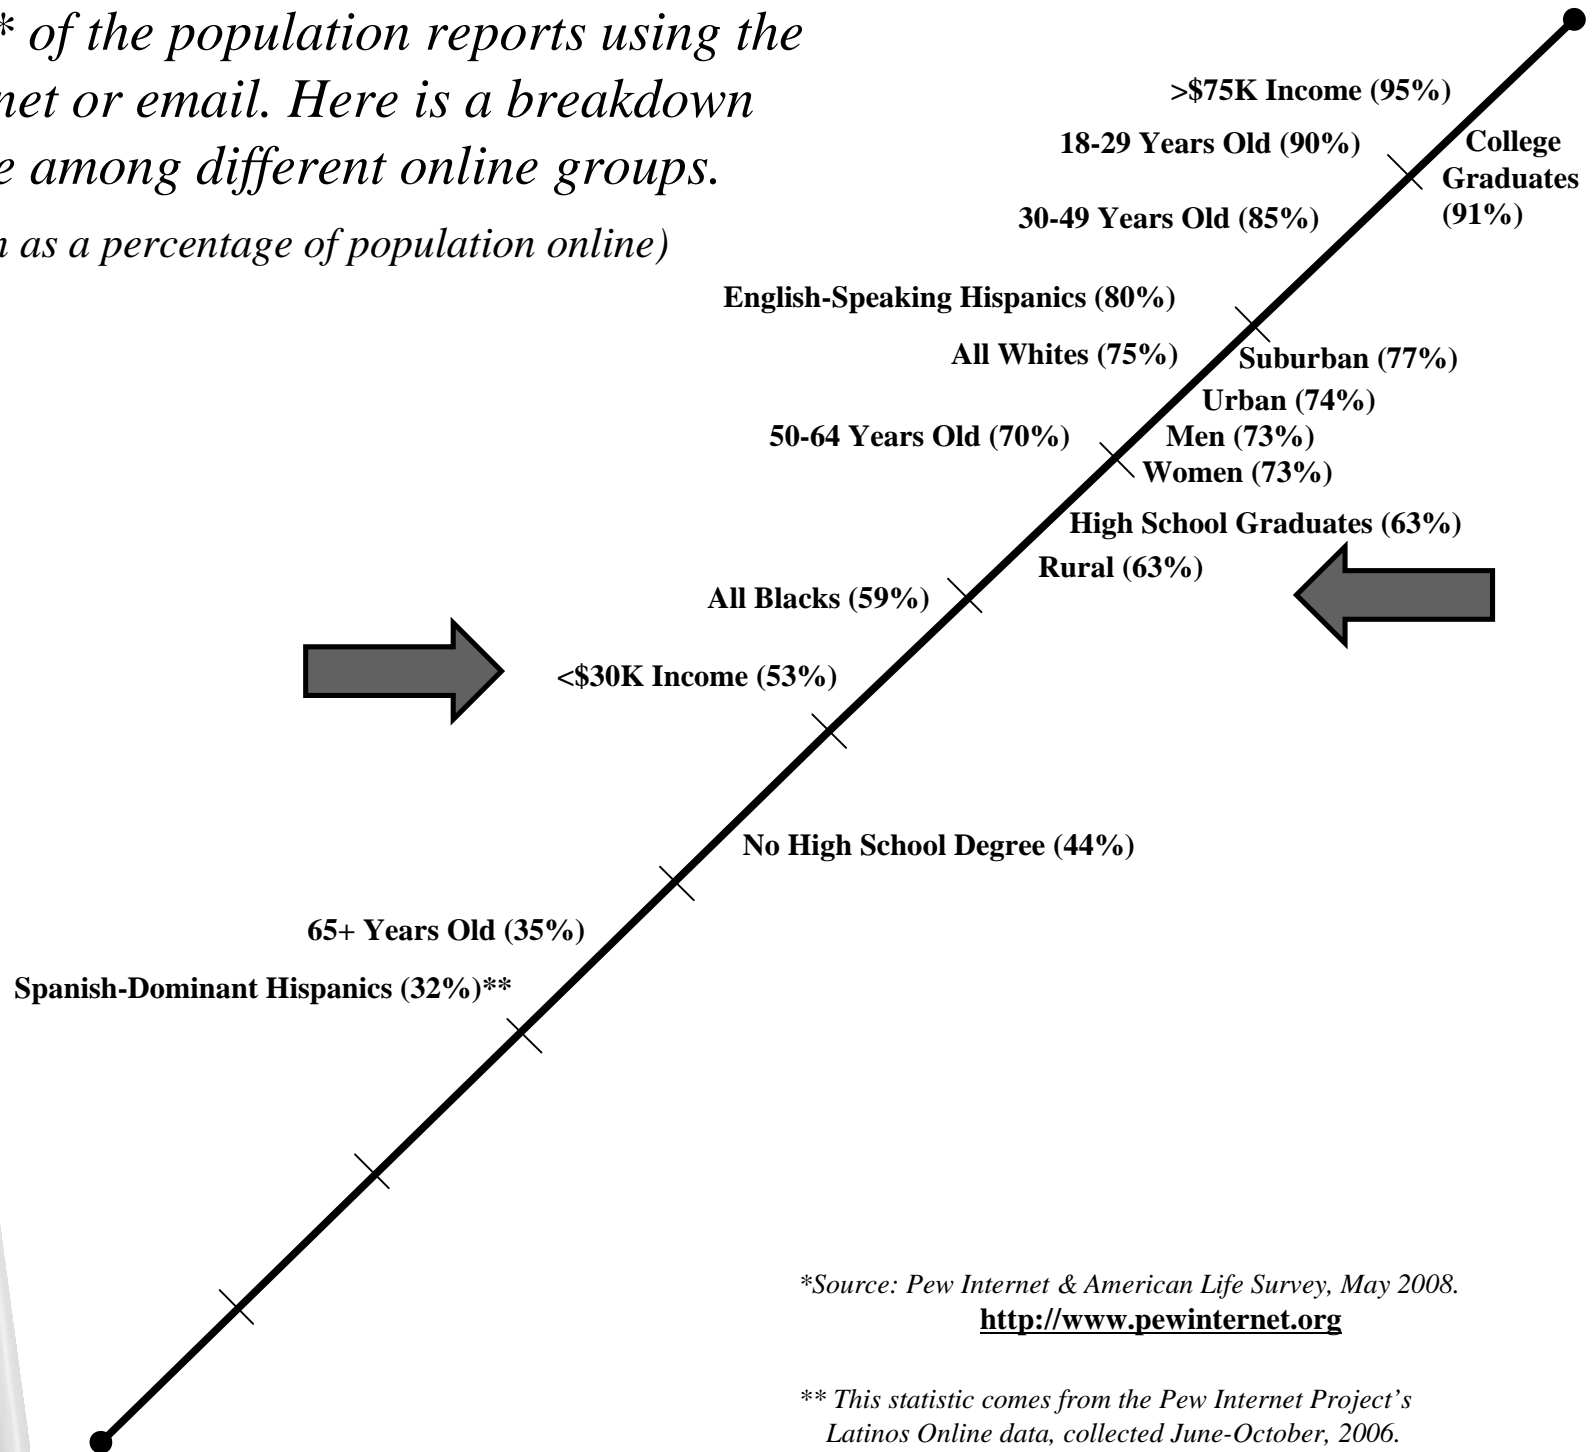 * of the population reports using the
net or email. Here is a breakdown
e among different online groups.
n as a percentage of population online)
>$75K Income (95%)
18-29 Years Old (90%)
College
Graduates
(91%)
30-49 Years Old (85%)
English-Speaking Hispanics (80%)
All Whites (75%)
Suburban (77%)
Urban (74%)
50-64 Years Old (70%)
Men (73%)
Women (73%)
High School Graduates (63%)
Rural (63%)
All Blacks (59%)
<$30K Income (53%)
No High School Degree (44%)
65+ Years Old (35%)
Spanish-Dominant Hispanics (32%)**
*Source: Pew Internet & American Life Survey, May 2008.
http://www.pewinternet.org
** This statistic comes from the Pew Internet Project’s
Latinos Online data, collected June-October, 2006.